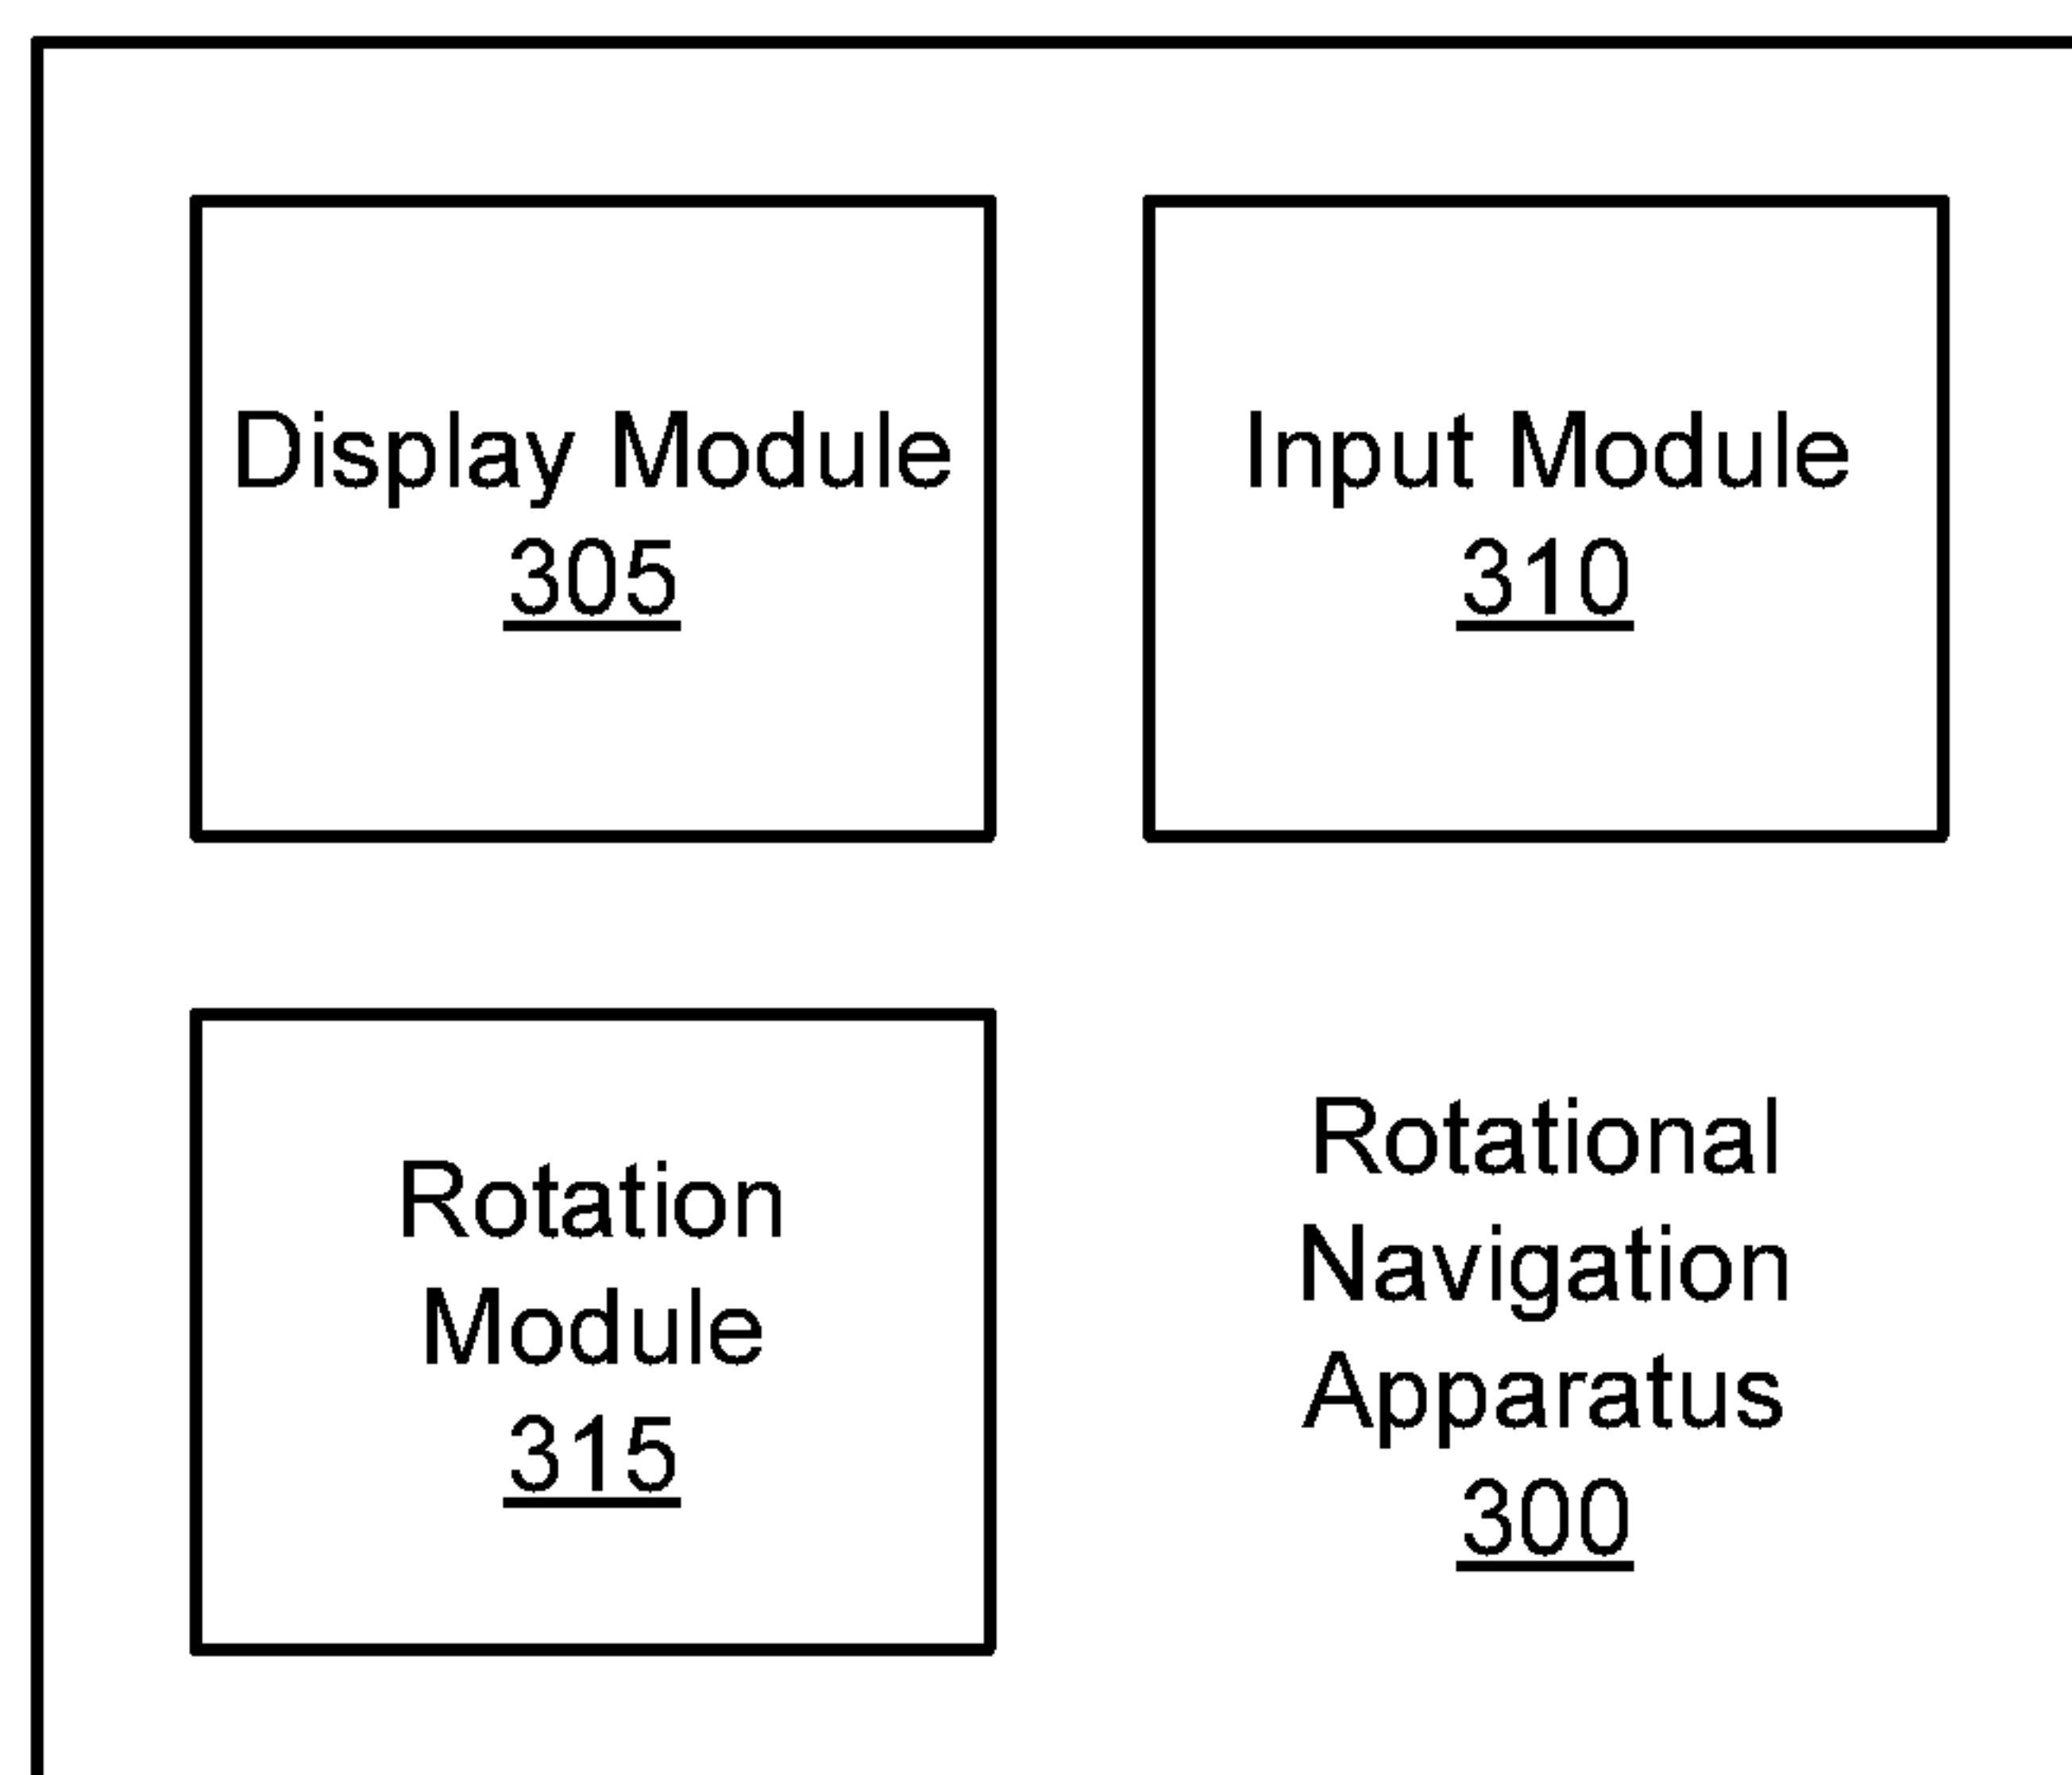 Display Module
305
Input Module
310
Rotation
Module
315
Rotational
Navigation
Apparatus
300